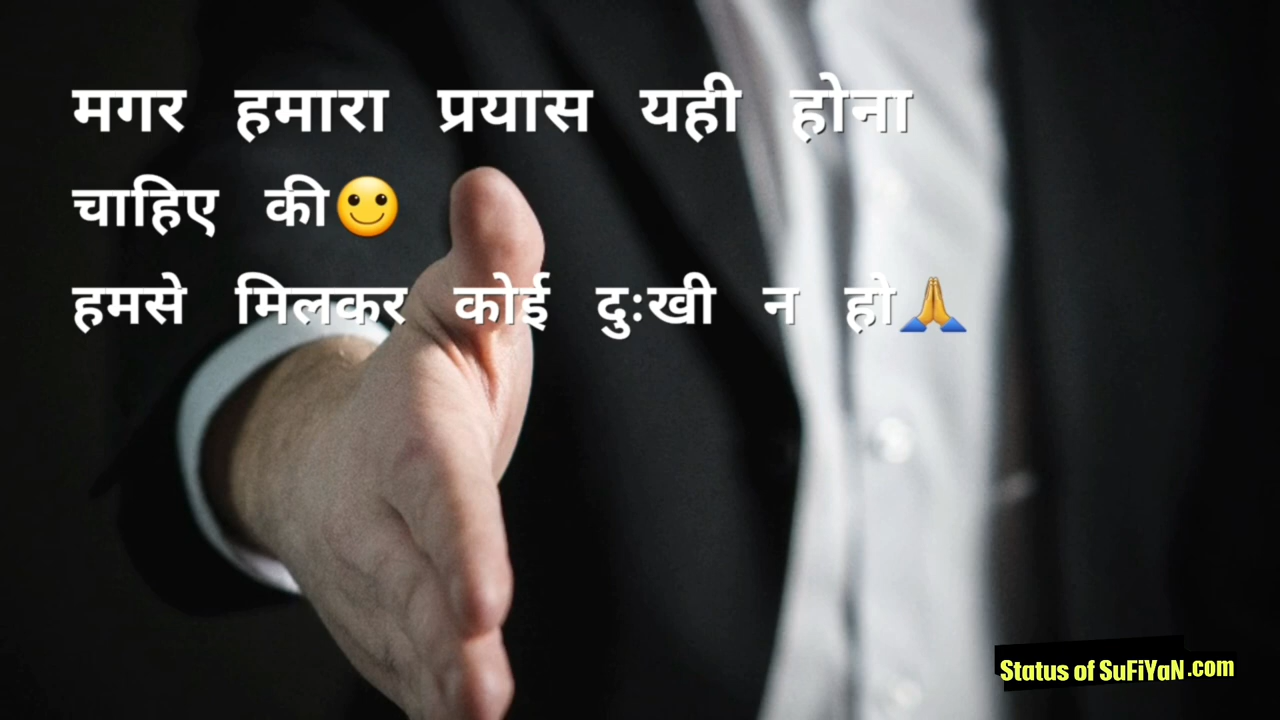 मगर हमारा प्रयास यही होना
चाहिए की🙂
हमसे मिलकर कोई दुःखी न हो🙏
Status of SuFiYaN .com